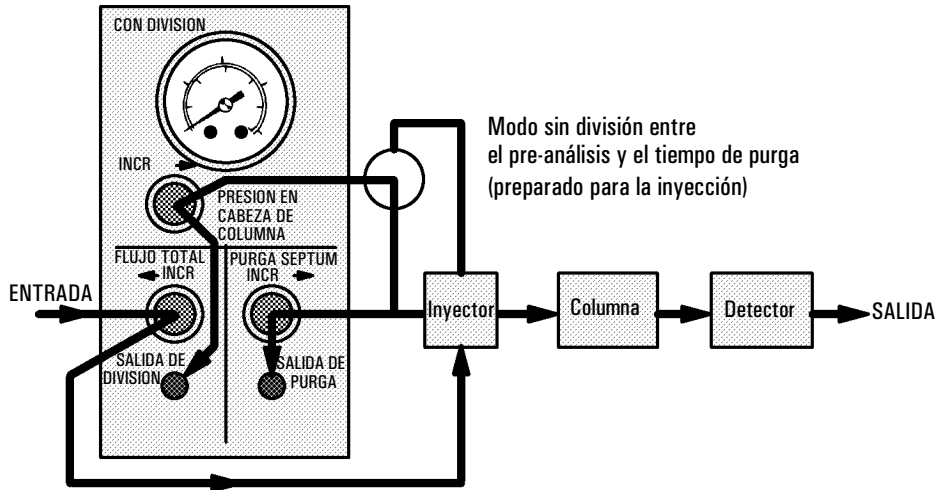 CON DIVISION
INCR
PRESION EN
CABEZA DE
COLUMNA
FLUJO TOTAL
INCR
PURGA SEPTUM
INCR
ENTRADA
SALIDA DE
DIVISION
SALIDA DE
PURGA
Modo sin división entre
el pre-análisis y el tiempo de purga
(preparado para la inyección)
Inyector
Columna
Detector
SALIDA